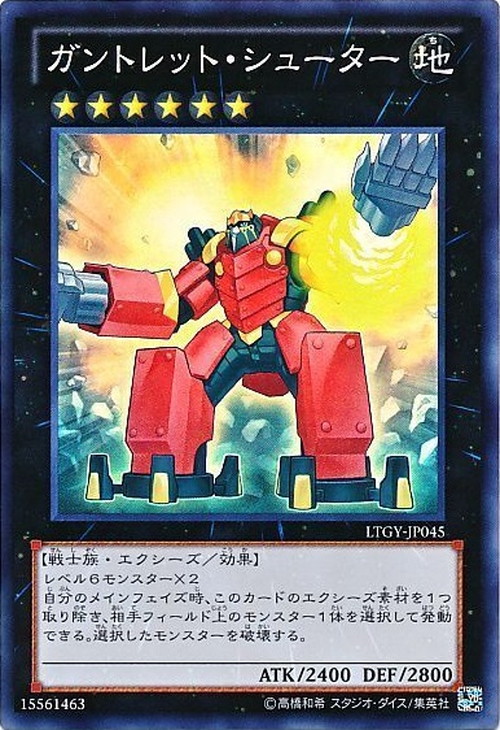 ガントレット・シューター 地
LTGY-JP045
【戦士族・エクシーズ/効果】
レベル6モンスター×2
自分のメインフェイズ時、このカードのエクシーズ素材を1つ
取り除き、相手フィールド上のモンスター1体を選択して発動
できる。選択したモンスターを破壊する。
ATK/2400 DEF/2800
15561463 ©高橋和希 スタジオ・ダイス/集英社